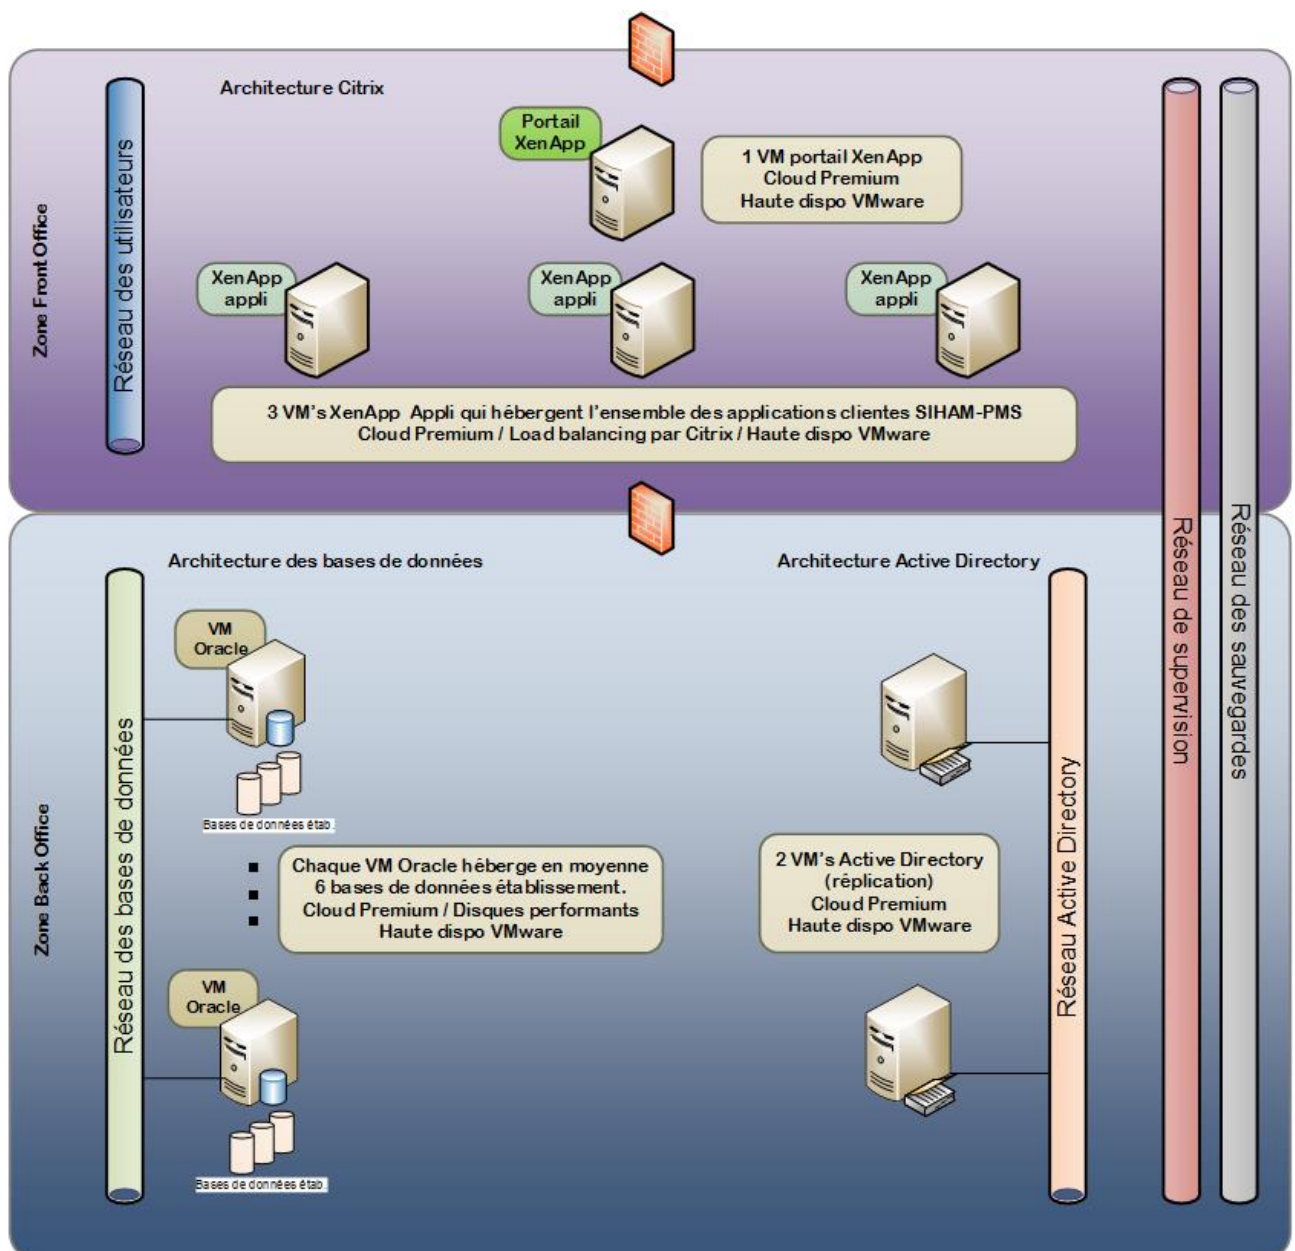 Architecture Citrix
Portail
XenApp
1 VM portail XenApp
Cloud Premium
Haute dispo VMware
Zone Front Office
Réseau des utilisateurs
XenApp
appli
XenApp
appli
XenApp
appli
3 VM's XenApp Appli qui hébergent l'ensemble des applications clientes SIHAM-PMS
Cloud Premium / Load balancing par Citrix / Haute dispo VMware
Réseau de supervision
Réseau des sauvegardes
Architecture des bases de données
Architecture Active Directory
Zone Back Office
Réseau des bases de données
VM
Oracle
Bases de données étab.
Chaque VM Oracle héberge en moyenne
6 bases de données établissement.
Cloud Premium / Disques performants
Haute dispo VMware
VM
Oracle
Bases de données étab.
2 VM's Active Directory
(réplication)
Cloud Premium
Haute dispo VMware
Réseau Active Directory